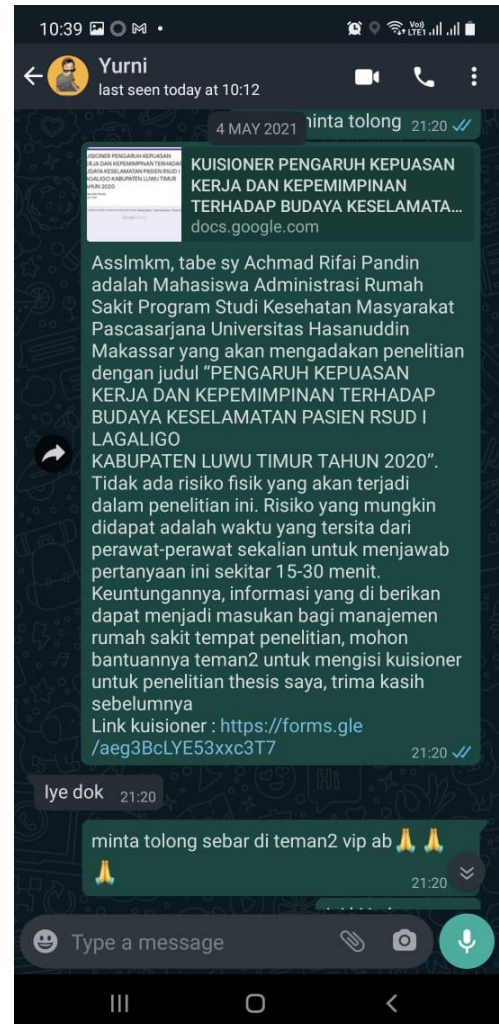 10:39
Yurni
last seen today at 10:12
minta tolong 21:20
4 MAY 2021
KUISIONER PENGARUH KEPUASAN
KERJA DAN KEPEMIMPINAN
TERHADAP BUDAYA KESELAMATA...
docs.google.com
Asslmkm, tabe sy Achmad Rifai Pandin
adalah Mahasiswa Administrasi Rumah
Sakit Program Studi Kesehatan Masyarakat
Pascasarjana Universitas Hasanuddin
Makassar yang akan mengadakan penelitian
dengan judul “PENGARUH KEPUASAN
KERJA DAN KEPEMIMPINAN TERHADAP
BUDAYA KESELAMATAN PASIEN RSUD I
LAGALIGO
KABUPATEN LUWU TIMUR TAHUN 2020”.
Tidak ada risiko fisik yang akan terjadi
dalam penelitian ini. Risiko yang mungkin
didapat adalah waktu yang tersita dari
perawat-perawat sekalian untuk menjawab
pertanyaan ini sekitar 15-30 menit.
Keuntungannya, informasi yang di berikan
dapat menjadi masukan bagi manajemen
rumah sakit tempat penelitian, mohon
bantuannya teman2 untuk mengisi kuisioner
untuk penelitian thesis saya, trima kasih
sebelumnya
Link kuisioner : https://forms.gle
/aeg3BcLYE53xxc3T7 21:20
Iye dok 21:20
minta tolong sebar di teman2 vip ab 🙏 🙏
🙏 21:20
Type a message